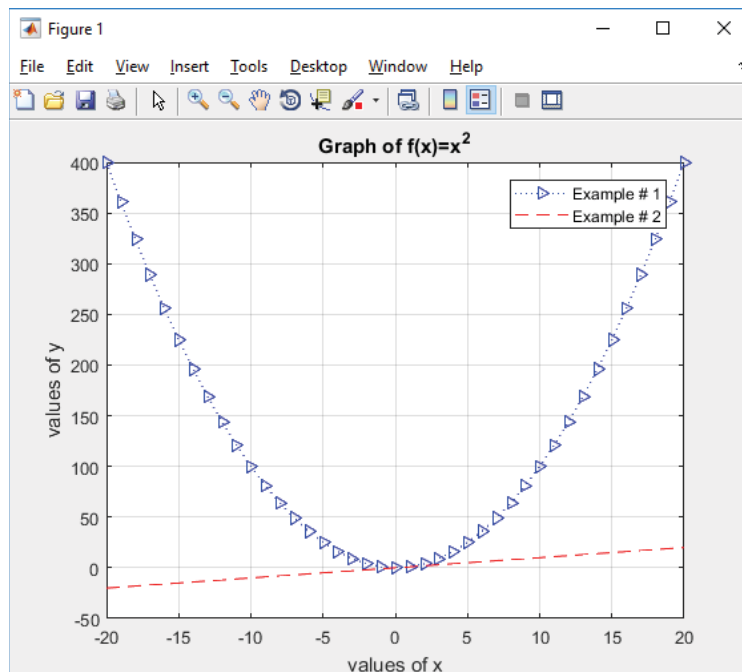 Figure 1
File Edit View Insert Tools Desktop Window Help
Graph of f(x)=x²
Example # 1
Example # 2
400
350
300
250
200
150
100
50
0
-50
values of y
-20 -15 -10 -5 0 5 10 15 20
values of x